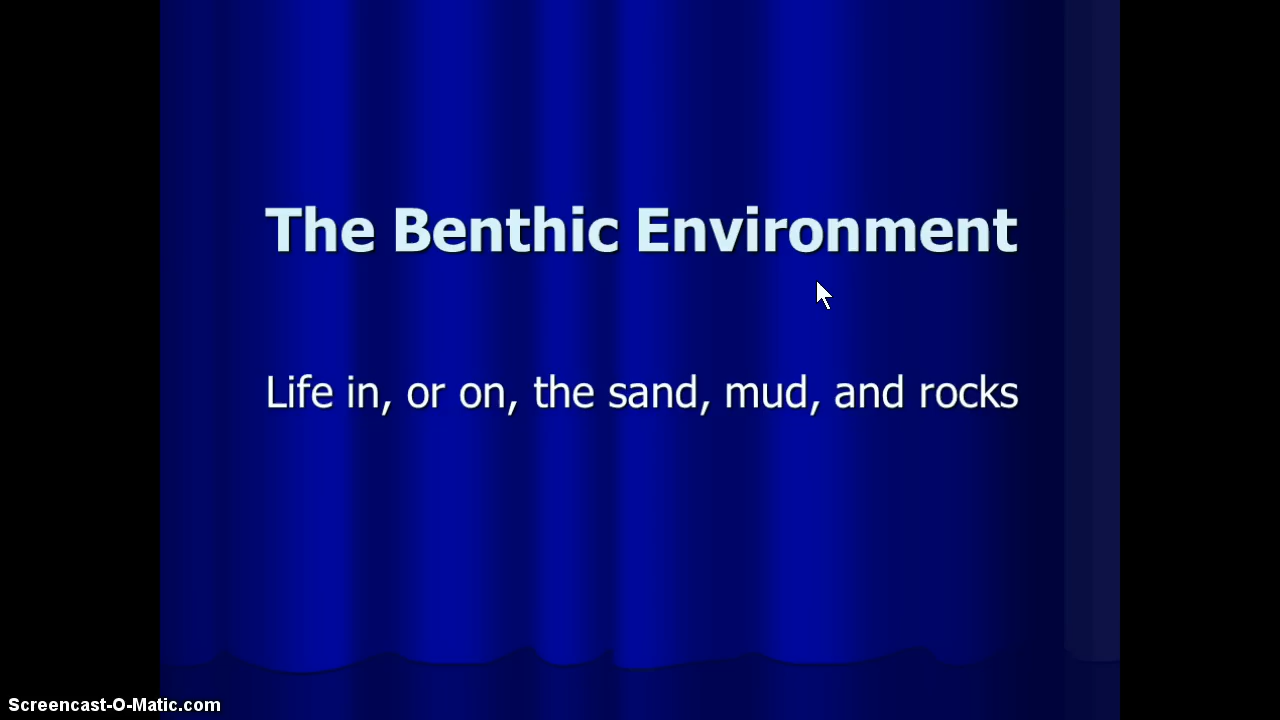 The Benthic Environment
Life in, or on, the sand, mud, and rocks
Screencast-O-Matic.com